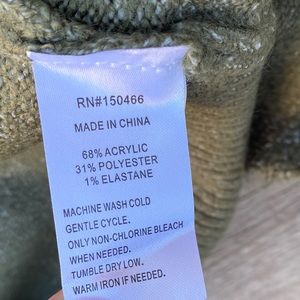 RN#150466
MADE IN CHINA
68% ACRYLIC
31% POLYESTER
1% ELASTANE
MACHINE WASH COLD
GENTLE CYCLE.
ONLY NON-CHLORINE BLEACH
WHEN NEEDED.
TUMBLE DRY LOW.
WARM IRON IF NEEDED.